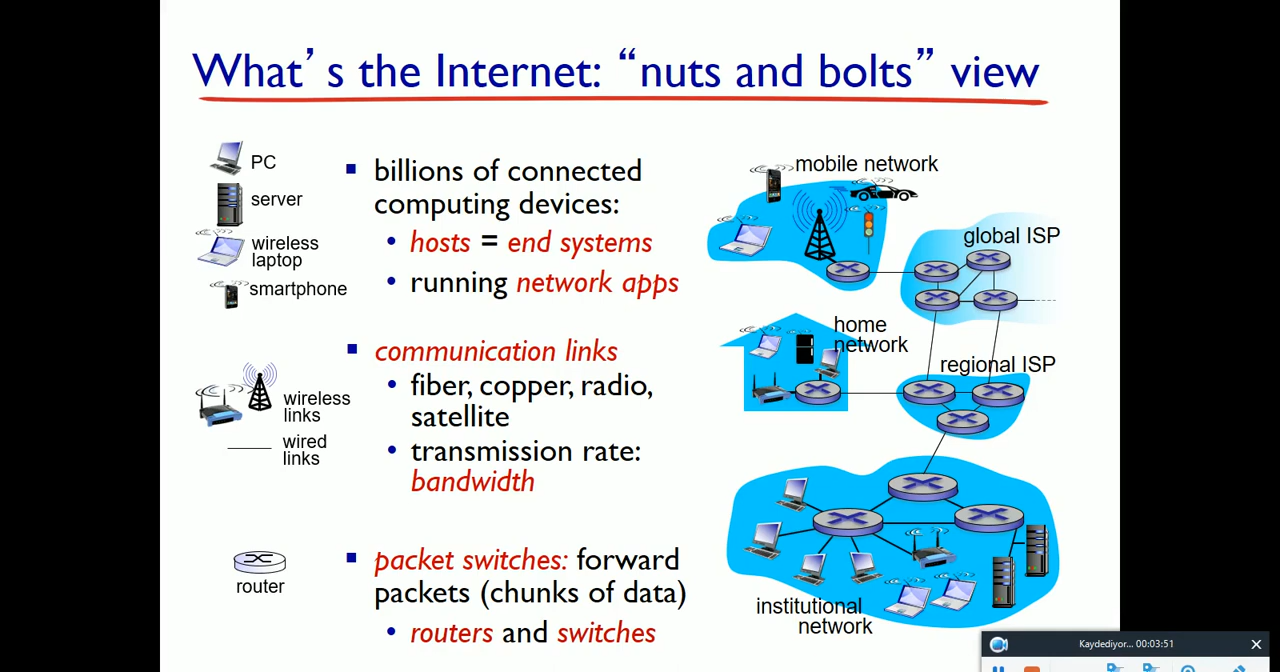 What’s the Internet: “nuts and bolts” view
PC
server
wireless
laptop
smartphone
wireless
links
wired
links
router
▪ billions of connected
computing devices:
• hosts = end systems
• running network apps
▪ communication links
• fiber, copper, radio,
satellite
• transmission rate:
bandwidth
▪ packet switches: forward
packets (chunks of data)
• routers and switches
mobile network
global ISP
home
network
regional ISP
institutional
network
Kaydediyor... 00:03:51